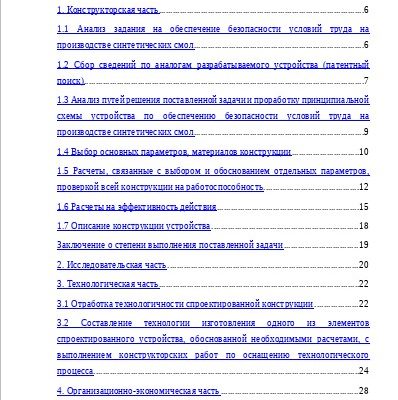 1. Конструкторская часть.................................................6
1.1 Анализ задания на обеспечение безопасности условий труда на
производстве синтетических смол.................................................6
1.2 Сбор сведений по аналогам разрабатываемого устройства (патентный
поиск).................................................7
1.3 Анализ путей решения поставленной задачи и проработку принципиальной
схемы устройства по обеспечению безопасности условий труда на
производстве синтетических смол.................................................9
1.4 Выбор основных параметров, материалов конструкции.............................10
1.5 Расчеты, связанные с выбором и обоснованием отдельных параметров,
проверкой всей конструкции на работоспособность.............................12
1.6 Расчеты на эффективность действия.................................................15
1.7 Описание конструкции устройства.................................................18
Заключение о степени выполнения поставленной задачи.............................19
2. Исследовательская часть.................................................20
3. Технологическая часть.................................................22
3.1 Отработка технологичности спроектированной конструкции...................22
3.2 Составление технологии изготовления одного из элементов
спроектированного устройства, обоснованной необходимыми расчетами, с
выполнением конструкторских работ по оснащению технологического
процесса.................................................24
4. Организационно-экономическая часть.................................................28